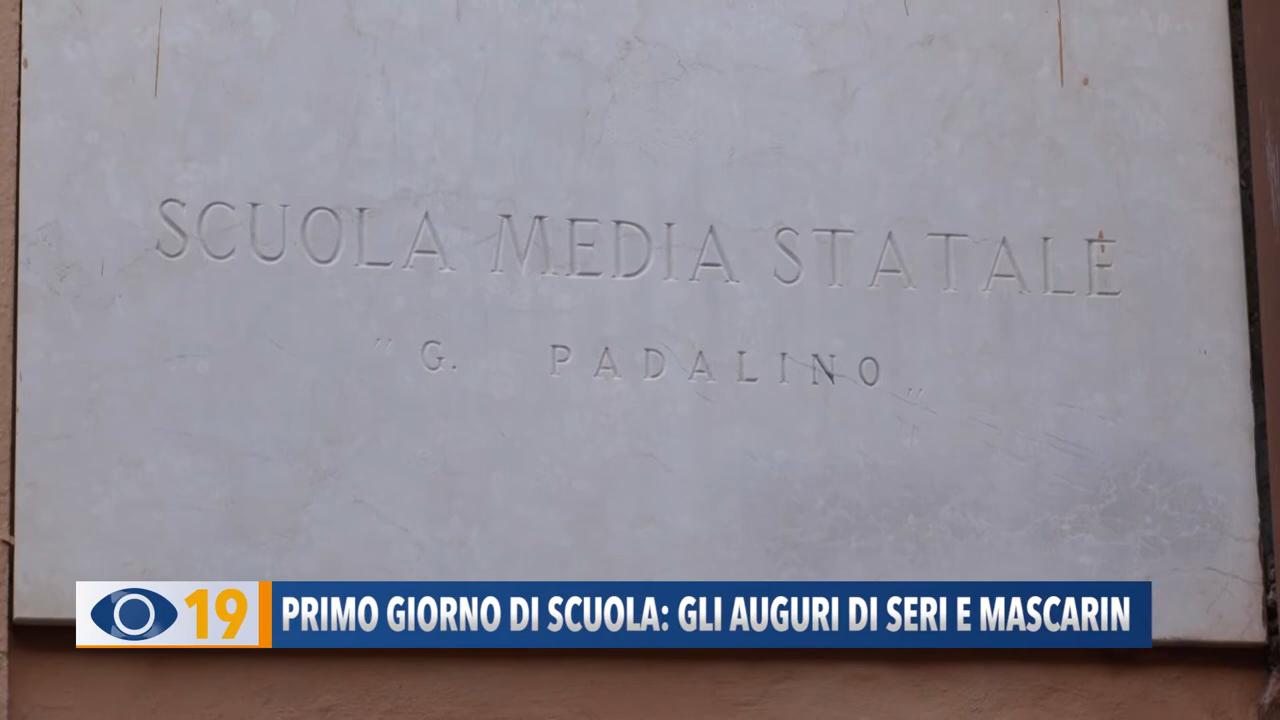 SCUOLA MEDIA STATALE
" G. PADALINO "
19 PRIMO GIORNO DI SCUOLA: GLI AUGURI DI SERI E MASCARIN